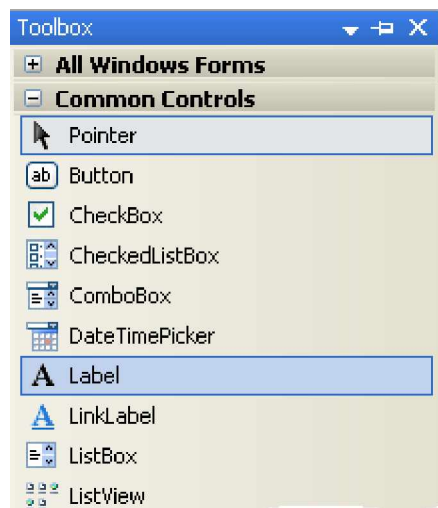 Toolbox
All Windows Forms
Common Controls
Pointer
ab Button
CheckBox
CheckedListBox
ComboBox
DateTimePicker
A Label
A LinkLabel
ListBox
ListView